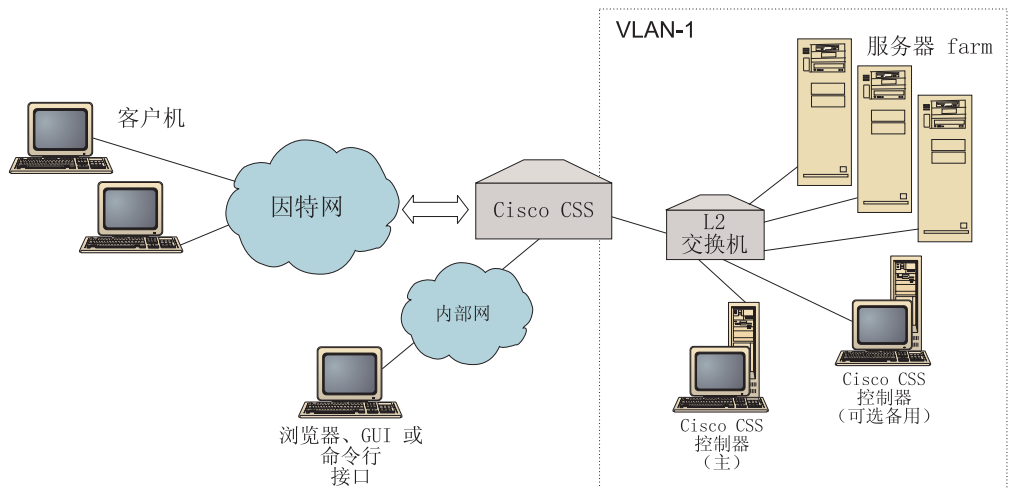 VLAN-1
服务器 farm
客户机
因特网
Cisco CSS
L2
交换机
内部网
浏览器、GUI 或
命令行
接口
Cisco CSS
控制器
（主）
Cisco CSS
控制器
（可选备用）